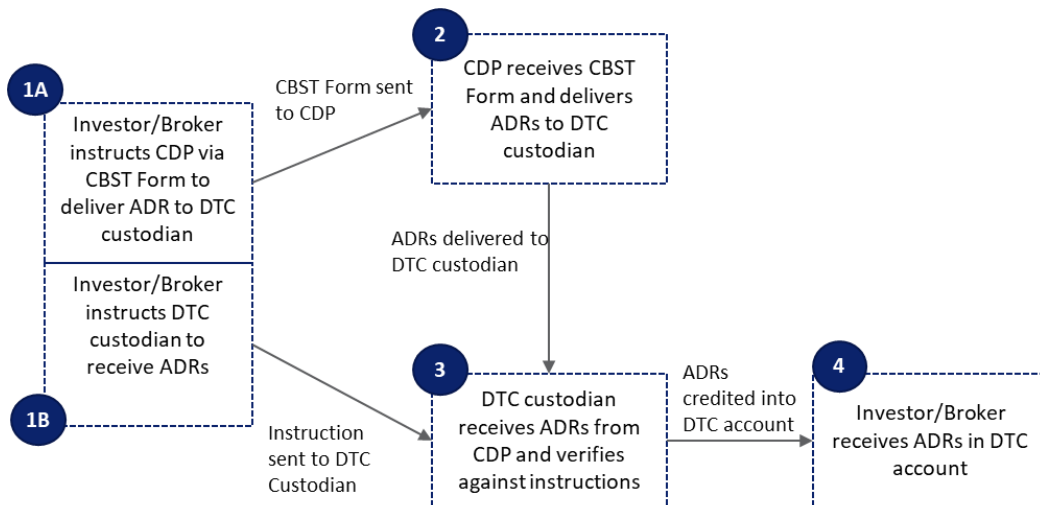 1A
Investor/Broker
instructs CDP via
CBST Form to
deliver ADR to DTC
custodian
Investor/Broker
instructs DTC
custodian to
receive ADRs
1B
CBST Form sent
to CDP
2
CDP receives CBST
Form and delivers
ADRs to DTC
custodian
ADRs delivered to
DTC custodian
Instruction
sent to DTC
Custodian
3
DTC custodian
receives ADRs from
CDP and verifies
against instructions
ADRs
credited into
DTC account
4
Investor/Broker
receives ADRs in DTC
account